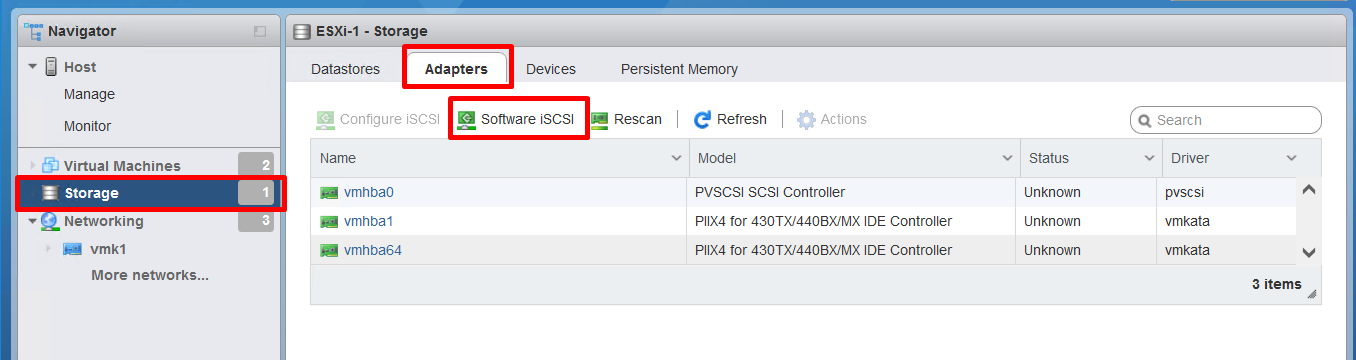 Navigator
Host
Manage
Monitor
Virtual Machines 2
Storage 1
Networking 3
vmk1
More networks...
ESXi-1 - Storage
Datastores Adapters Devices Persistent Memory
Configure iSCSI Software iSCSI Rescan Refresh Actions Search
Name Model Status Driver
vmhba0 PVSCSI SCSI Controller Unknown pvscsi
vmhba1 PIIX4 for 430TX/440BX/MX IDE Controller Unknown vmkata
vmhba64 PIIX4 for 430TX/440BX/MX IDE Controller Unknown vmkata
3 items